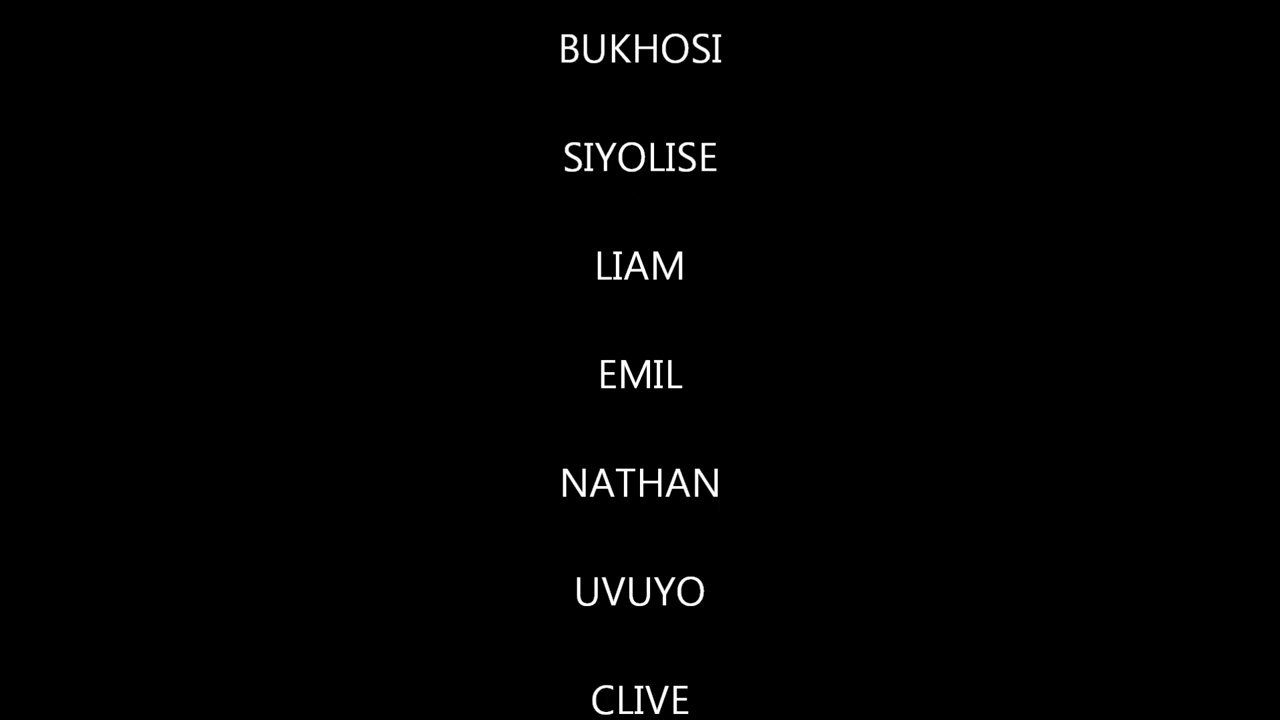 BUKHOSI
SIYOLISE
LIAM
EMIL
NATHAN
UVUYO
CLIVE